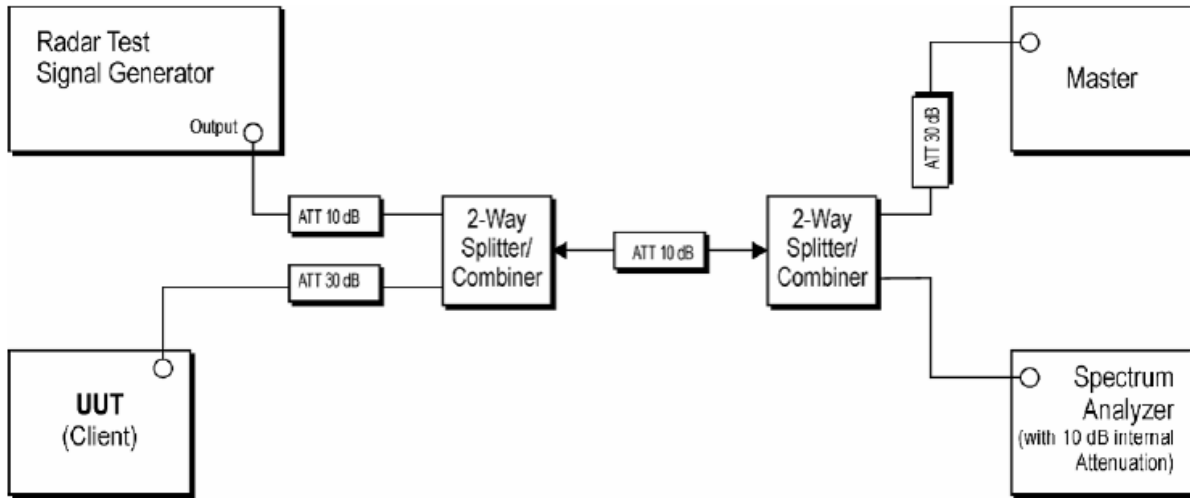 Radar Test
Signal Generator
Output
ATT 10 dB
2-Way
Splitter/
Combiner
ATT 30 dB
UUT
(Client)
ATT 10 dB
2-Way
Splitter/
Combiner
ATT 30 dB
Master
Spectrum
Analyzer
(with 10 dB internal
Attenuation)